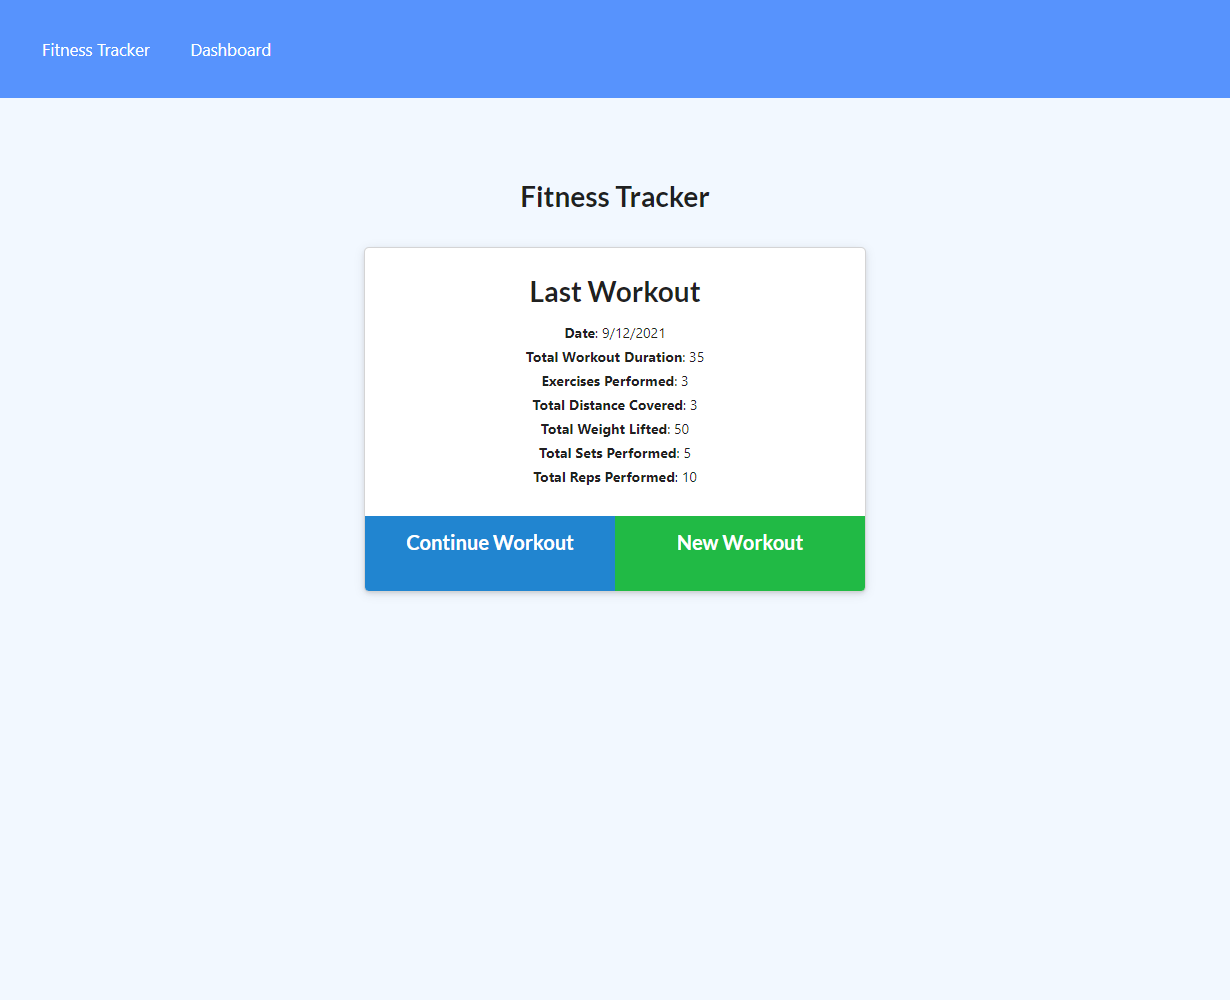 Fitness Tracker Dashboard
Fitness Tracker
Last Workout
Date: 9/12/2021
Total Workout Duration: 35
Exercises Performed: 3
Total Distance Covered: 3
Total Weight Lifted: 50
Total Sets Performed: 5
Total Reps Performed: 10
Continue Workout New Workout